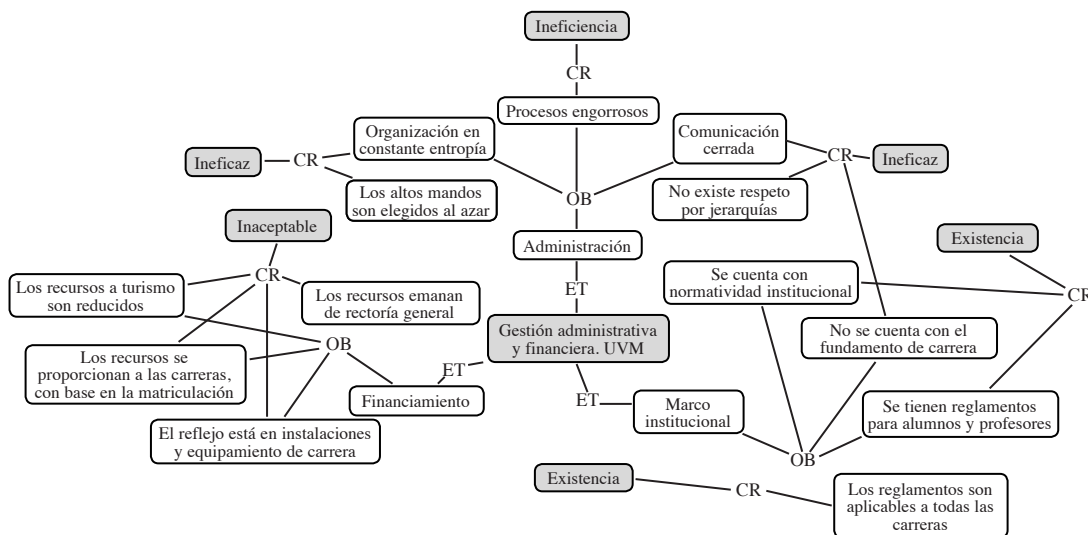 Ineficiencia
CR
Procesos engorrosos
Organización en
constante entropía
Comunicación
cerrada
Ineficaz
CR
CR
Ineficaz
Los altos mandos
son elegidos al azar
OB
No existe respeto
por jerarquías
Inaceptable
Administración
Existencia
CR
Los recursos a turismo
son reducidos
Los recursos emanan
de rectoría general
ET
Se cuenta con
normatividad institucional
CR
Gestión administrativa
y financiera. UVM
No se cuenta con el
fundamento de carrera
OB
Los recursos se
proporcionan a las carreras,
con base en la matriculación
ET
Financiamiento
ET
Marco
institucional
Se tienen reglamentos
para alumnos y profesores
El reflejo está en instalaciones
y equipamiento de carrera
OB
Existencia
CR
Los reglamentos son
aplicables a todas las
carreras